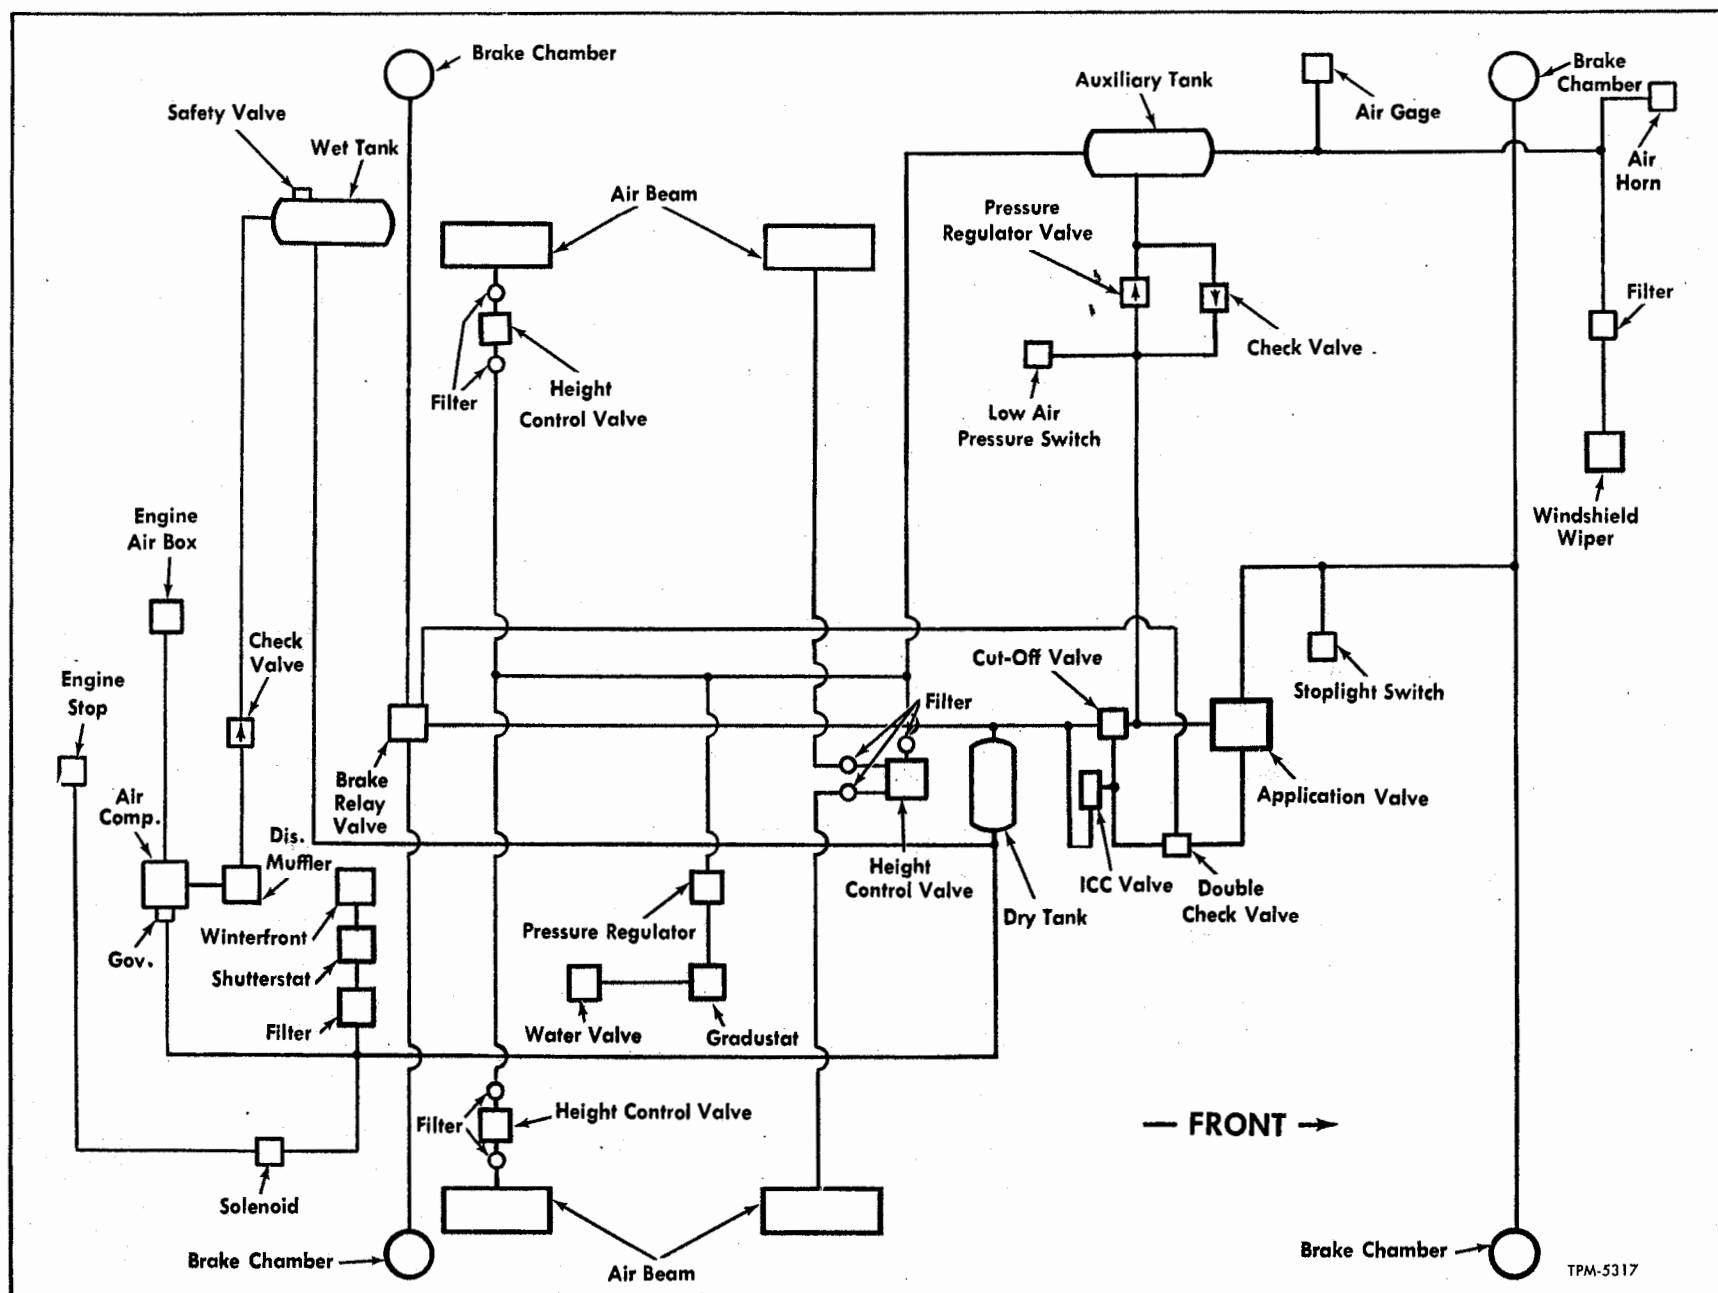 Brake Chamber
Safety Valve
Wet Tank
Air Beam
Auxiliary Tank
Air Gage
Brake
Chamber
Air
Horn
Pressure
Regulator Valve
Filter
Check Valve
Filter
Height
Control Valve
Low Air
Pressure Switch
Windshield
Wiper
Engine
Air Box
Check
Valve
Engine
Stop
Cut-Off Valve
Stoplight Switch
Filter
Brake
Relay
Valve
Air
Comp.
Dis.
Muffler
Application Valve
Height
Control Valve
ICC Valve
Double
Check Valve
Dry Tank
Winterfront
Gov.
Pressure Regulator
Shutterstat
Filter
Water Valve
Gradustat
Filter
Height Control Valve
FRONT
Solenoid
Brake Chamber
Air Beam
Brake Chamber
TPM-5317